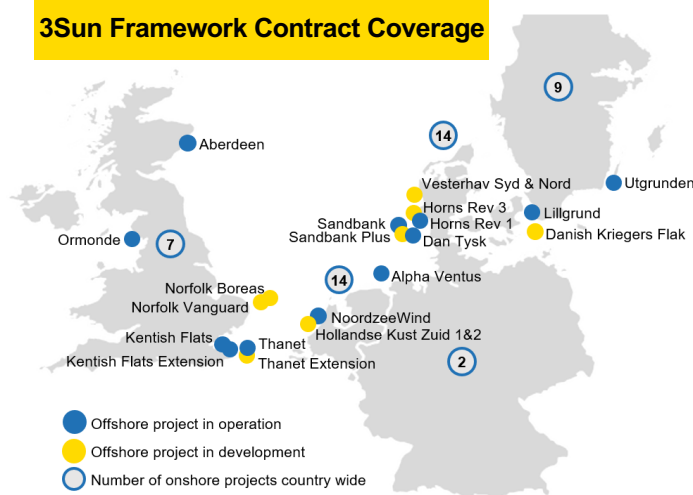 3Sun Framework Contract Coverage
9
14
Aberdeen
Vesterhav Syd & Nord
Utgrunden
Horns Rev 3
Lillgrund
Sandbank
Horns Rev 1
Danish Kriegers Flak
Sandbank Plus
Dan Tysk
Ormonde
7
Alpha Ventus
14
Norfolk Boreas
Norfolk Vanguard
NoordzeeWind
Hollandse Kust Zuid 1&2
Kentish Flats
Thanet
Kentish Flats Extension
Thanet Extension
2
Offshore project in operation
Offshore project in development
Number of onshore projects country wide